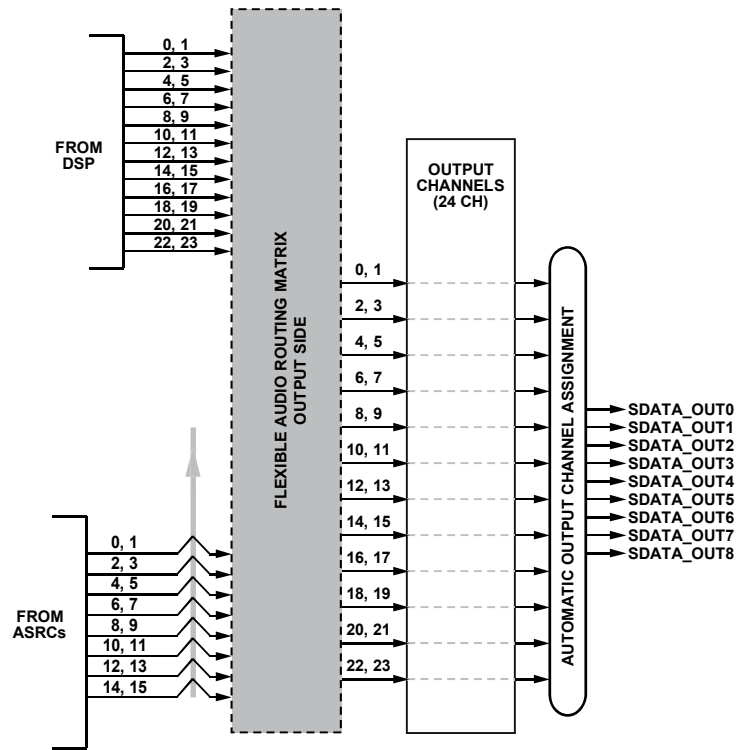 FROM
DSP
0, 1
2, 3
4, 5
6, 7
8, 9
10, 11
12, 13
14, 15
16, 17
18, 19
20, 21
22, 23
FROM
ASRCs
0, 1
2, 3
4, 5
6, 7
8, 9
10, 11
12, 13
14, 15
FLEXIBLE AUDIO ROUTING MATRIX
OUTPUT SIDE
0, 1
2, 3
4, 5
6, 7
8, 9
10, 11
12, 13
14, 15
16, 17
18, 19
20, 21
22, 23
OUTPUT
CHANNELS
(24 CH)
AUTOMATIC OUTPUT CHANNEL ASSIGNMENT
SDATA_OUT0
SDATA_OUT1
SDATA_OUT2
SDATA_OUT3
SDATA_OUT4
SDATA_OUT5
SDATA_OUT6
SDATA_OUT7
SDATA_OUT8